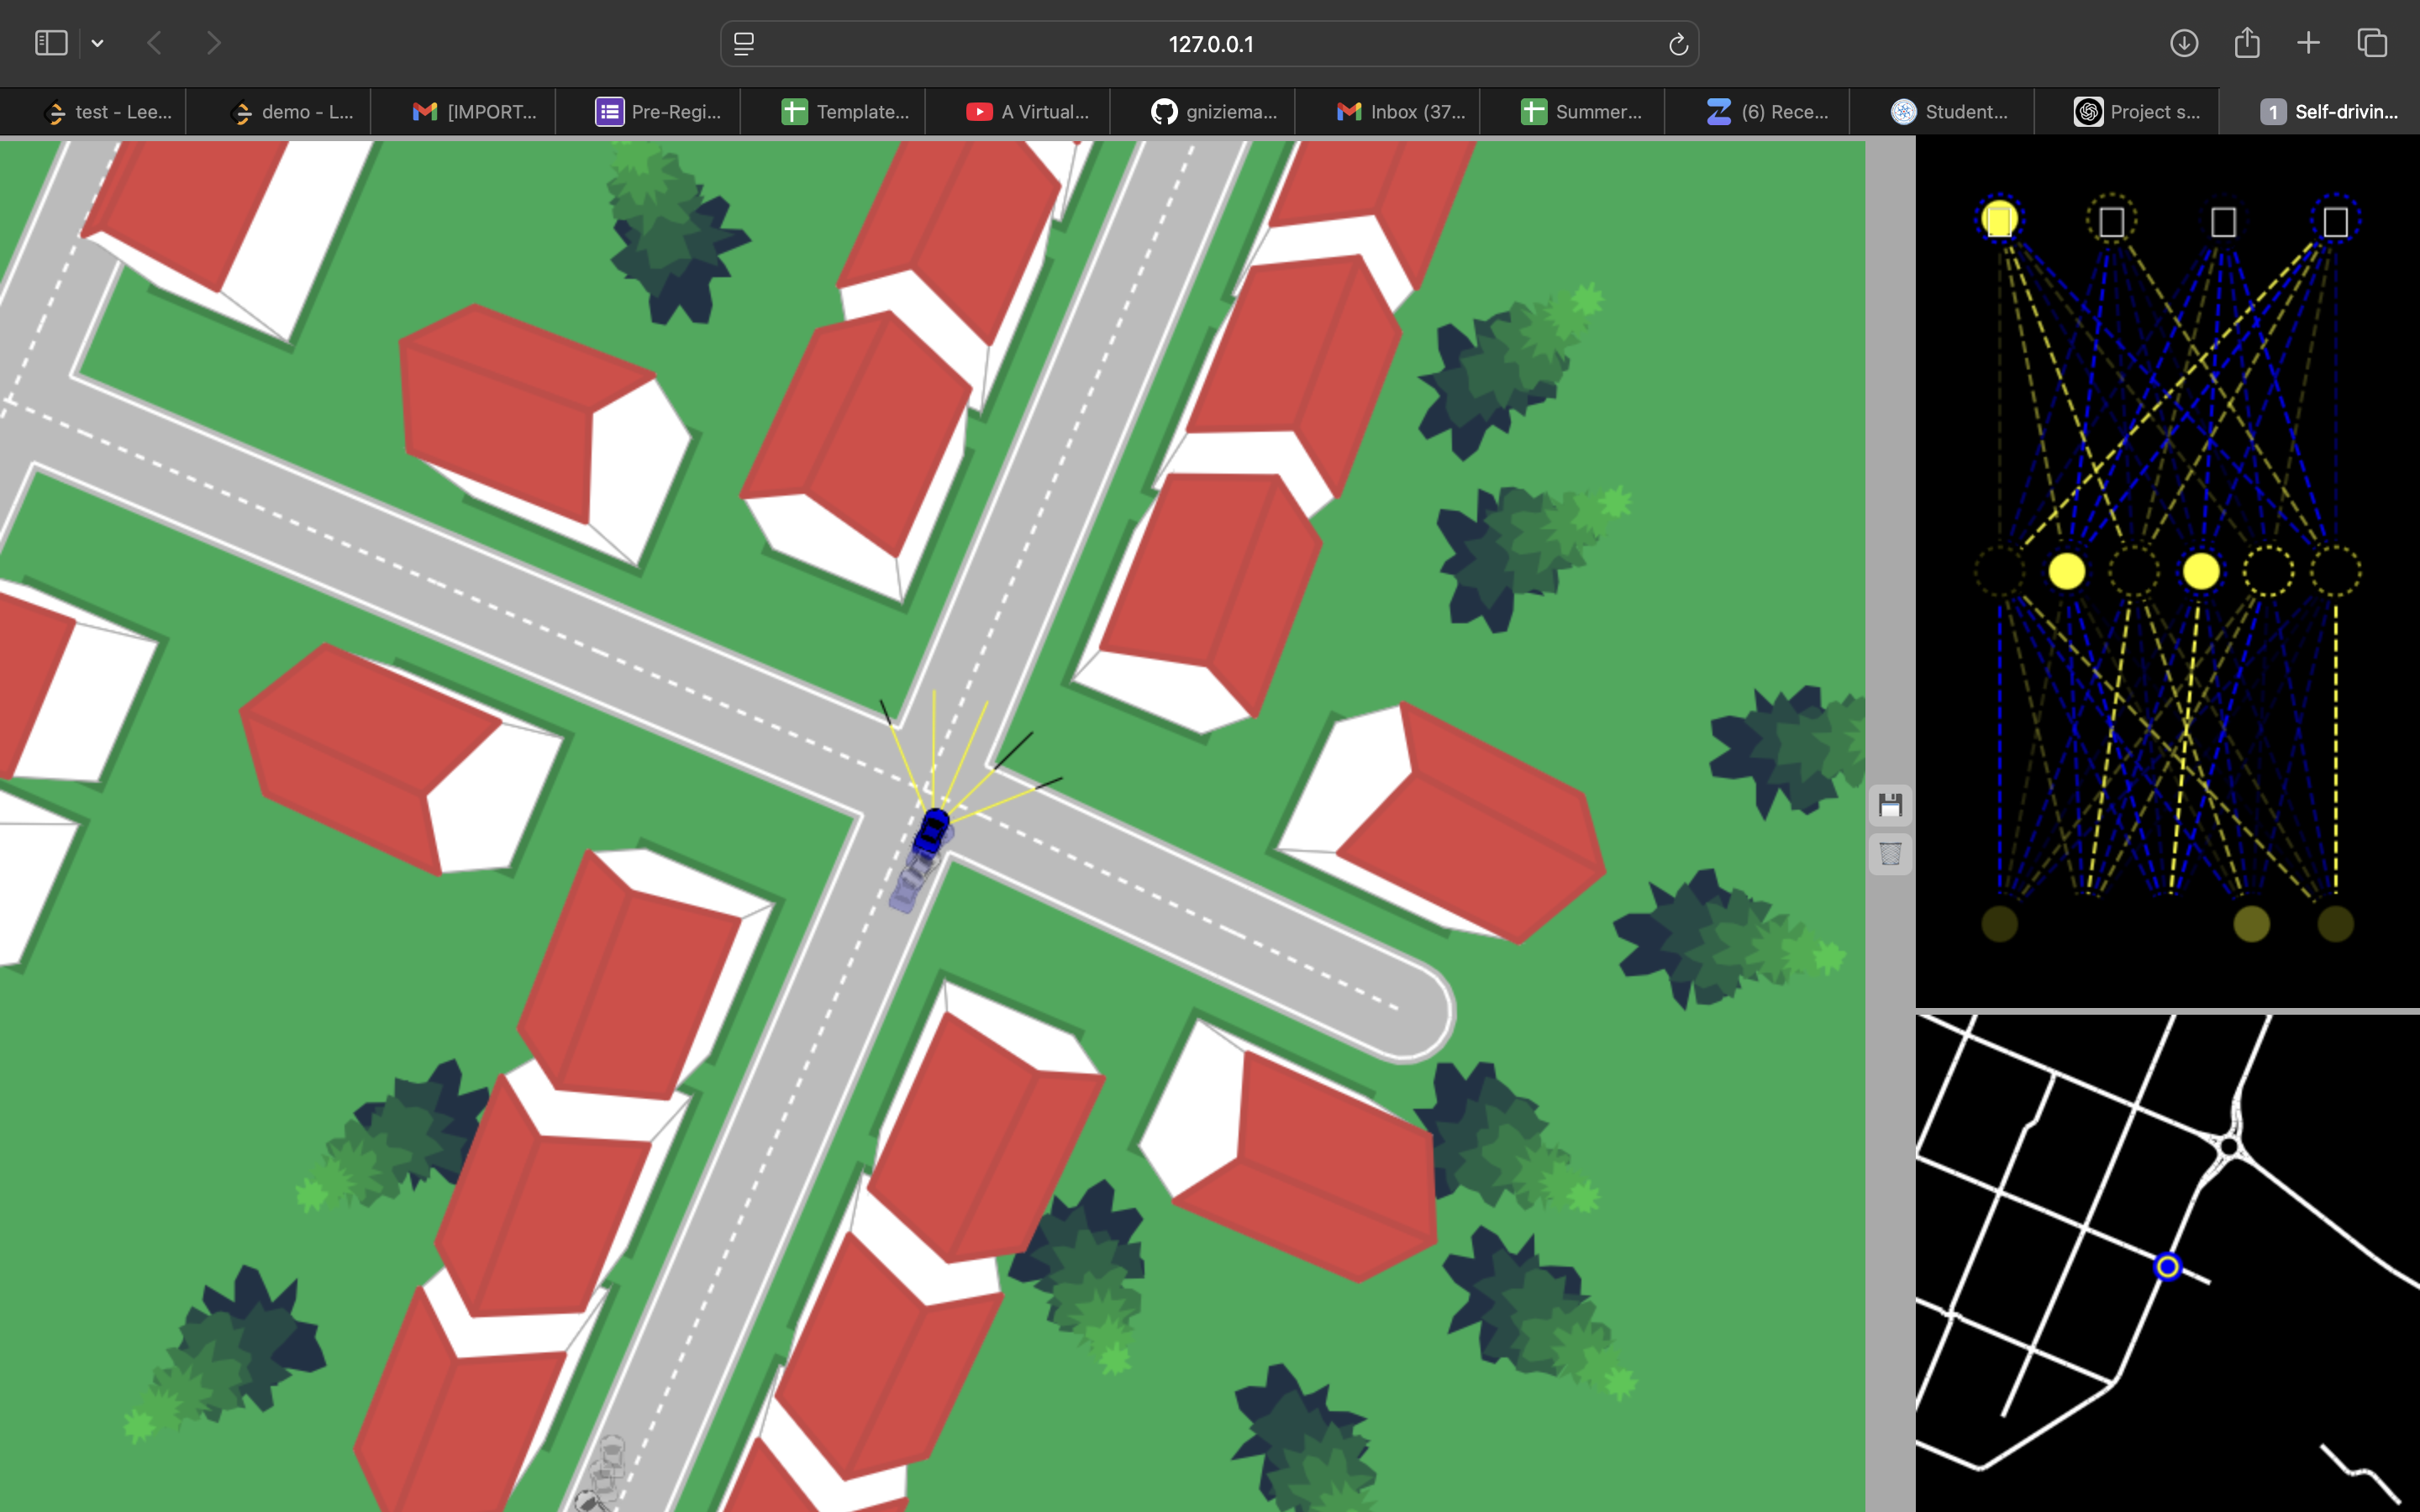 127.0.0.1
test - Lee...
demo - L...
[IMPORT...
Pre-Regi...
Template...
A Virtual...
gniziema...
Inbox (37...
Summer...
(6) Rece...
Student...
Project s...
1 Self-drivin...